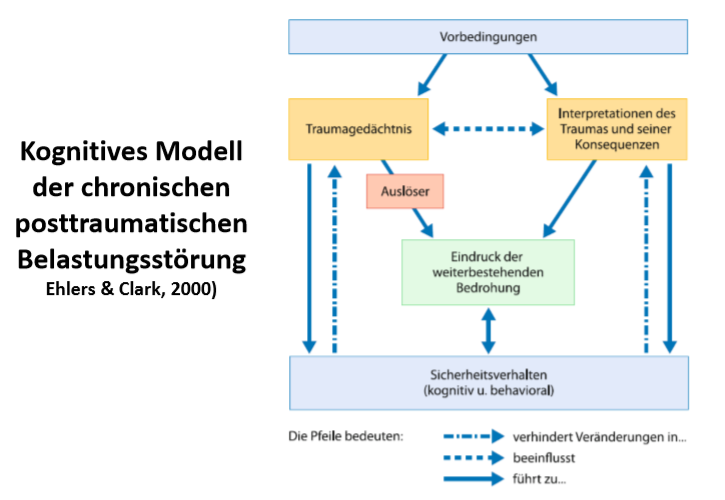 Kognitives Modell
der chronischen
posttraumatischen
Belastungsstörung
Ehlers & Clark, 2000)
Vorbedingungen
Traumagedächtnis
Interpretationen des
Traumas und seiner
Konsequenzen
Auslöser
Eindruck der
weiterbestehenden
Bedrohung
Sicherheitsverhalten
(kognitiv u. behavioral)
Die Pfeile bedeuten:
verhindert Veränderungen in...
beeinflusst
führt zu...